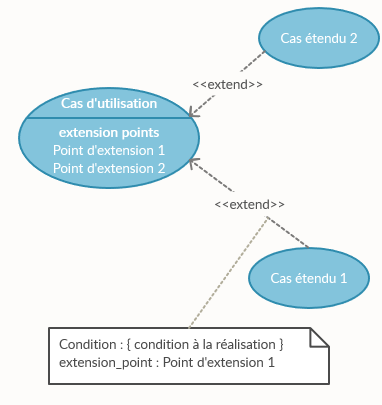 Cas étendu 2
<<extend>>
Cas d'utilisation
extension points
Point d'extension 1
Point d'extension 2
<<extend>>
Cas étendu 1
Condition : { condition à la réalisation }
extension_point : Point d'extension 1